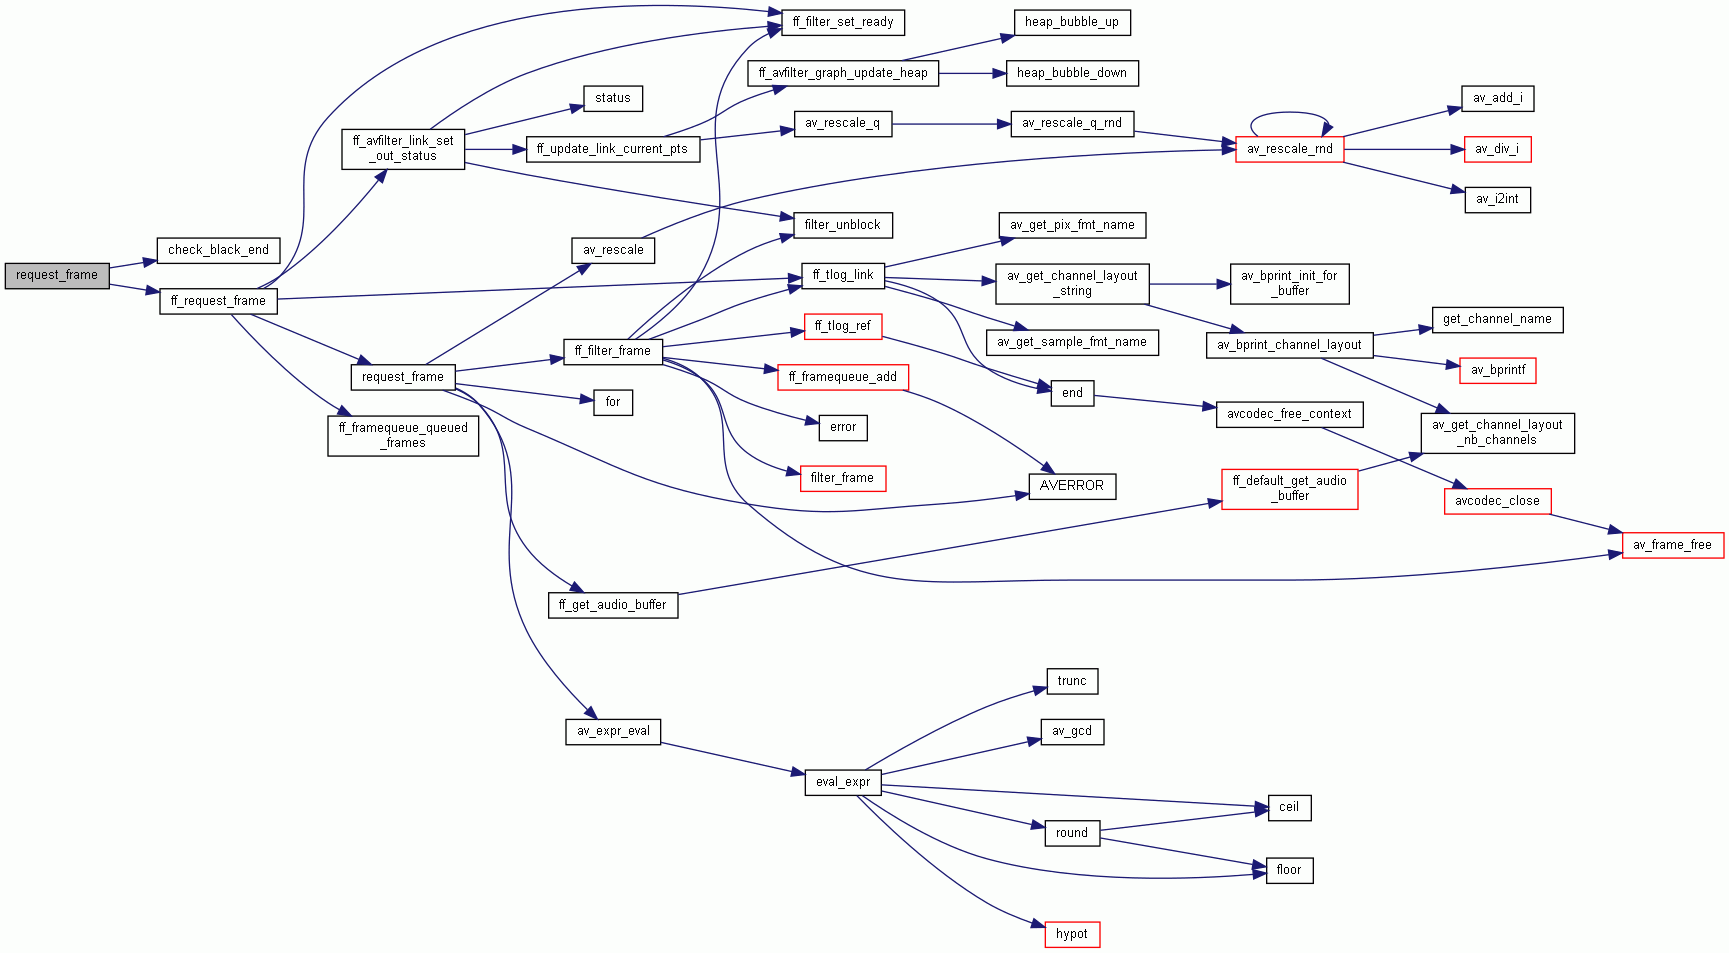 ff_filter_set_ready
heap_bubble_up
ff_avfilter_graph_update_heap
heap_bubble_down
status
av_add_i
av_rescale_q
av_rescale_q_rnd
ff_avfilter_link_set
_out_status
ff_update_link_current_pts
av_rescale_rnd
av_div_i
av_i2int
filter_unblock
av_get_pix_fmt_name
check_black_end
av_rescale
request_frame
ff_request_frame
ff_tlog_link
av_get_channel_layout
_string
av_bprint_init_for
_buffer
get_channel_name
ff_tlog_ref
av_get_sample_fmt_name
av_bprint_channel_layout
ff_filter_frame
av_bprintf
request_frame
ff_framequeue_add
end
for
avcodec_free_context
ff_framequeue_queued
_frames
error
av_get_channel_layout
_nb_channels
filter_frame
AVERROR
ff_default_get_audio
_buffer
avcodec_close
av_frame_free
ff_get_audio_buffer
trunc
av_expr_eval
av_gcd
eval_expr
ceil
round
floor
hypot